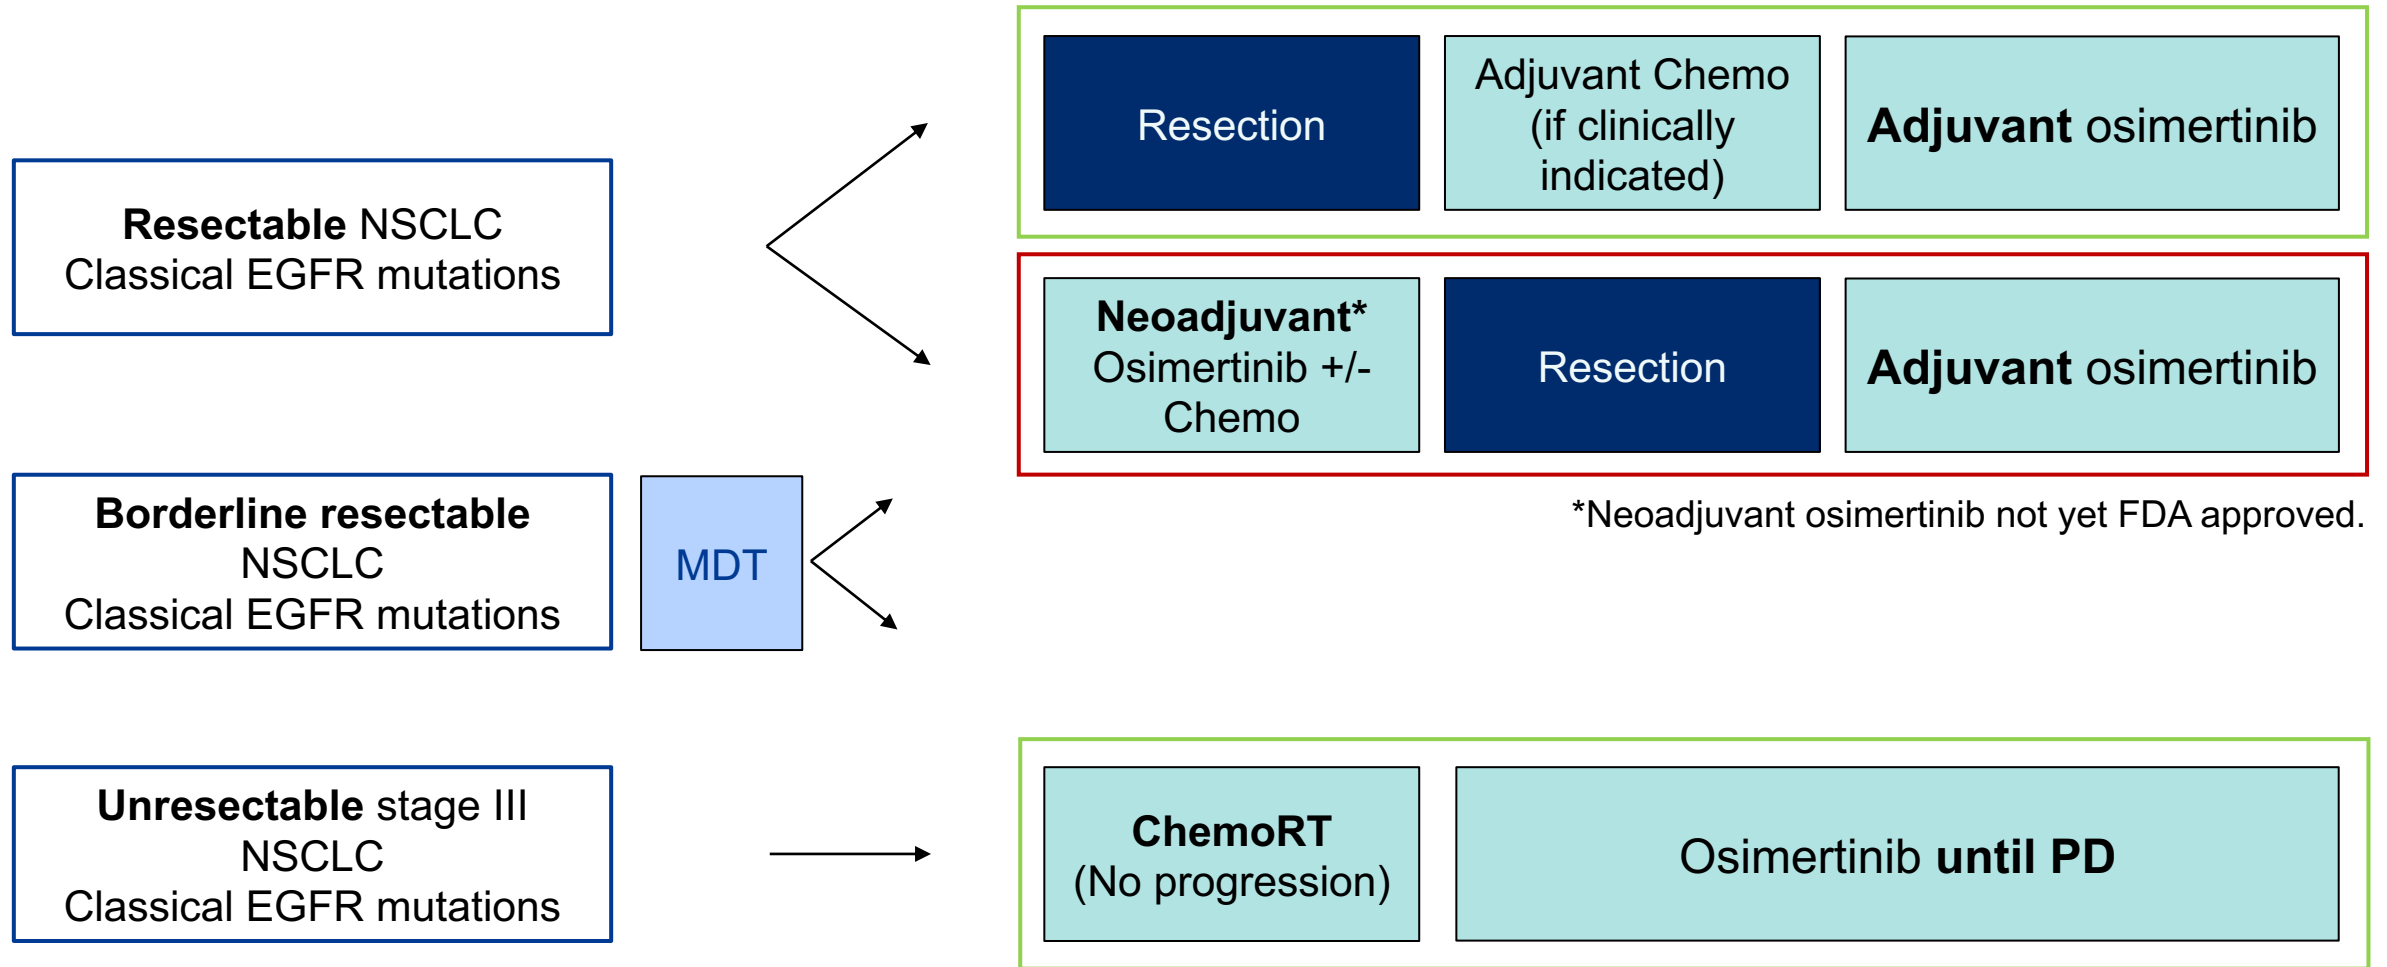 Resectable NSCLC
Classical EGFR mutations
Resection
Adjuvant Chemo
(if clinically
indicated)
Adjuvant osimertinib
Neoadjuvant*
Osimertinib +/-
Chemo
Resection
Adjuvant osimertinib
*Neoadjuvant osimertinib not yet FDA approved.
Borderline resectable
NSCLC
Classical EGFR mutations
MDT
Unresectable stage III
NSCLC
Classical EGFR mutations
ChemoRT
(No progression)
Osimertinib until PD